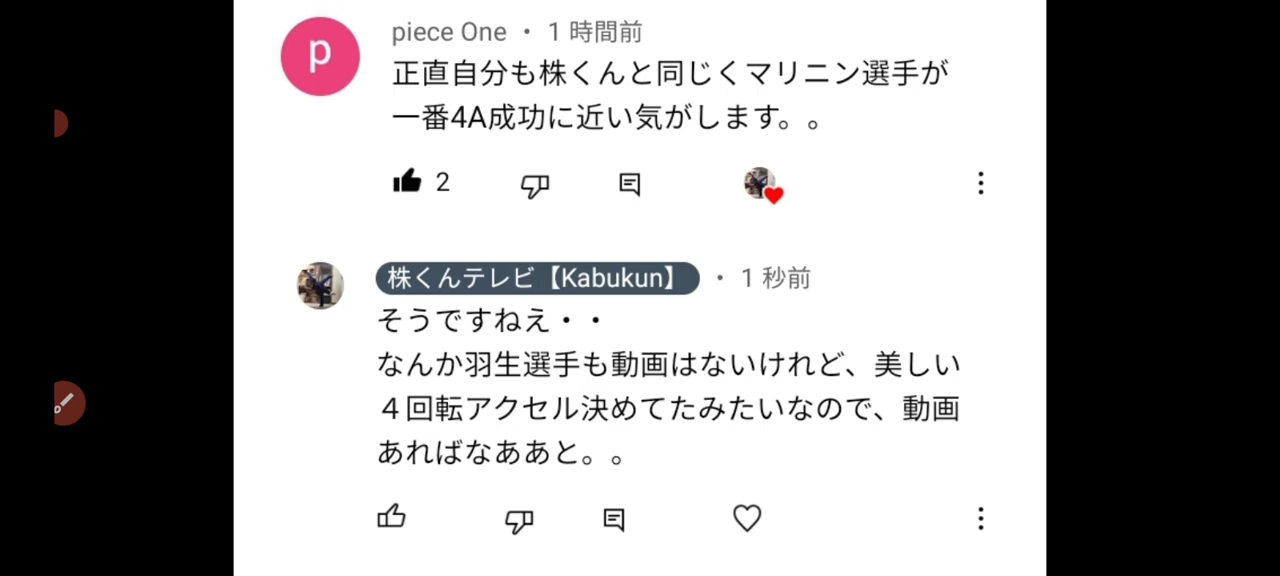 p
piece One ・ 1 時間前
正直自分も株くんと同じくマリニン選手が
一番4A成功に近い気がします。。
2
株くんテレビ【Kabukun】 ・ 1 秒前
そうですねえ・・
なんか羽生選手も動画はないけれど、美しい
４回転アクセル決めてたみたいなので、動画
あればなああと。。